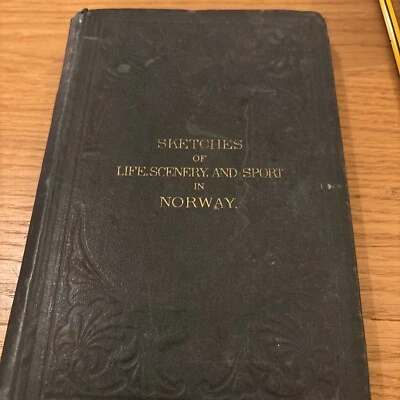 SKETCHES
OF
LIFE, SCENERY, AND SPORT
IN
NORWAY.